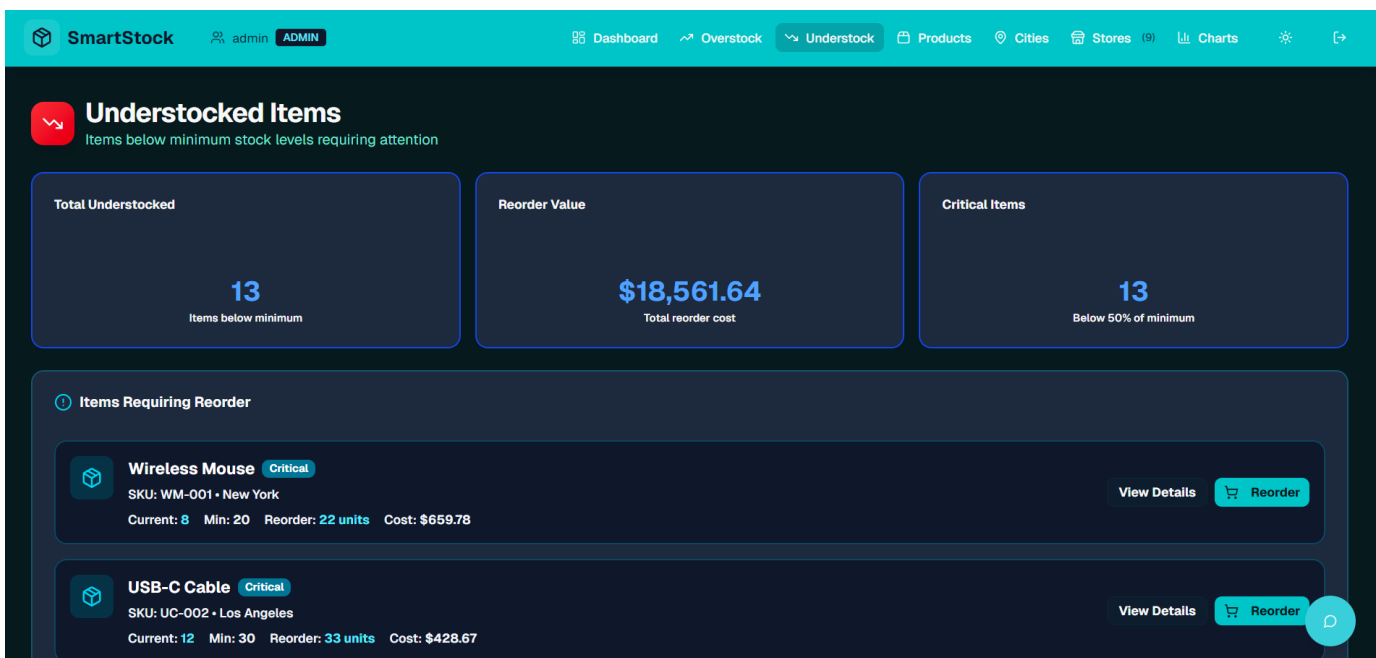 SmartStock admin ADMIN Dashboard Overstock Understock Products Cities Stores (9) Charts
Understocked Items
Items below minimum stock levels requiring attention
Total Understocked
13
Items below minimum
Reorder Value
$18,561.64
Total reorder cost
Critical Items
13
Below 50% of minimum
Items Requiring Reorder
Wireless Mouse Critical
SKU: WM-001 • New York
Current: 8 Min: 20 Reorder: 22 units Cost: $659.78
View Details Reorder
USB-C Cable Critical
SKU: UC-002 • Los Angeles
Current: 12 Min: 30 Reorder: 33 units Cost: $428.67
View Details Reorder